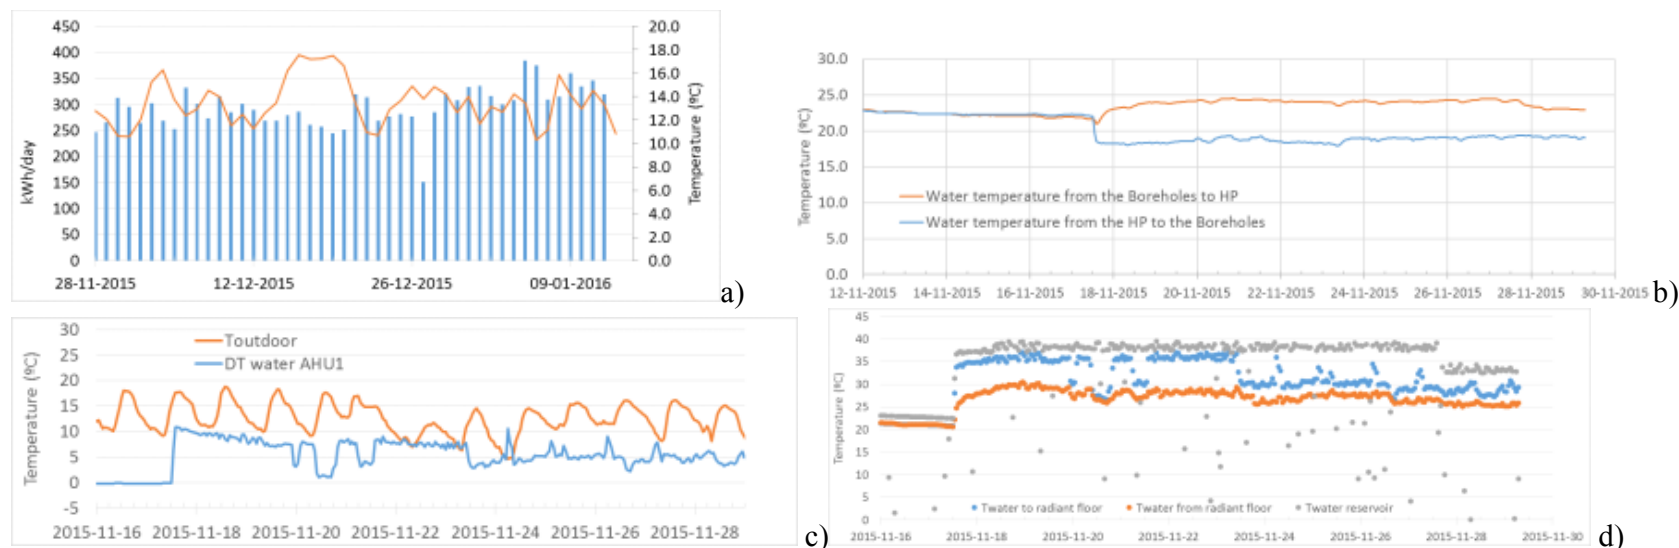 450
400
350
300
250
200
150
100
50
0
kWh/day
20.0
18.0
16.0
14.0
12.0
10.0
8.0
6.0
4.0
2.0
0.0
Temperature (ºC)
28-11-2015 12-12-2015 26-12-2015 09-01-2016
a)
30.0
25.0
20.0
15.0
10.0
5.0
0.0
Temperature (ºC)
Water temperature from the Boreholes to HP
Water temperature from the HP to the Boreholes
12-11-2015 14-11-2015 16-11-2015 18-11-2015 20-11-2015 22-11-2015 24-11-2015 26-11-2015 28-11-2015 30-11-2015
b)
30
25
20
15
10
5
0
-5
Temperature (ºC)
Toutdoor
DT water AHU1
2015-11-16 2015-11-18 2015-11-20 2015-11-22 2015-11-24 2015-11-26 2015-11-28
c)
45
40
35
30
25
20
15
10
5
0
Temperature (ºC)
Twater to radiant floor Twater from radiant floor Twater reservoir
2015-11-16 2015-11-18 2015-11-20 2015-11-22 2015-11-24 2015-11-26 2015-11-28 2015-11-30
d)